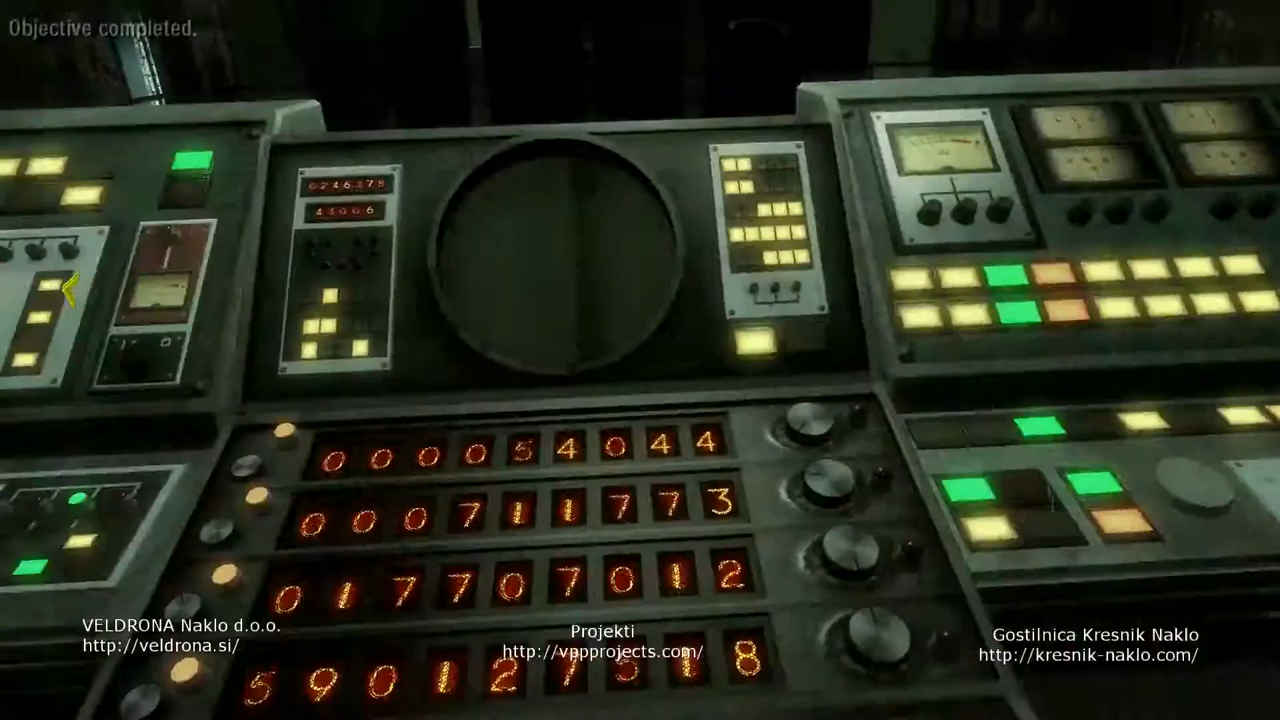 Objective completed.
0246378
43006
000054044
000711773
017707012
590127518
VELDRONA Naklo d.o.o.
http://veldrona.si/
Projekti
http://vppprojects.com/
Gostilnica Kresnik Naklo
http://kresnik-naklo.com/